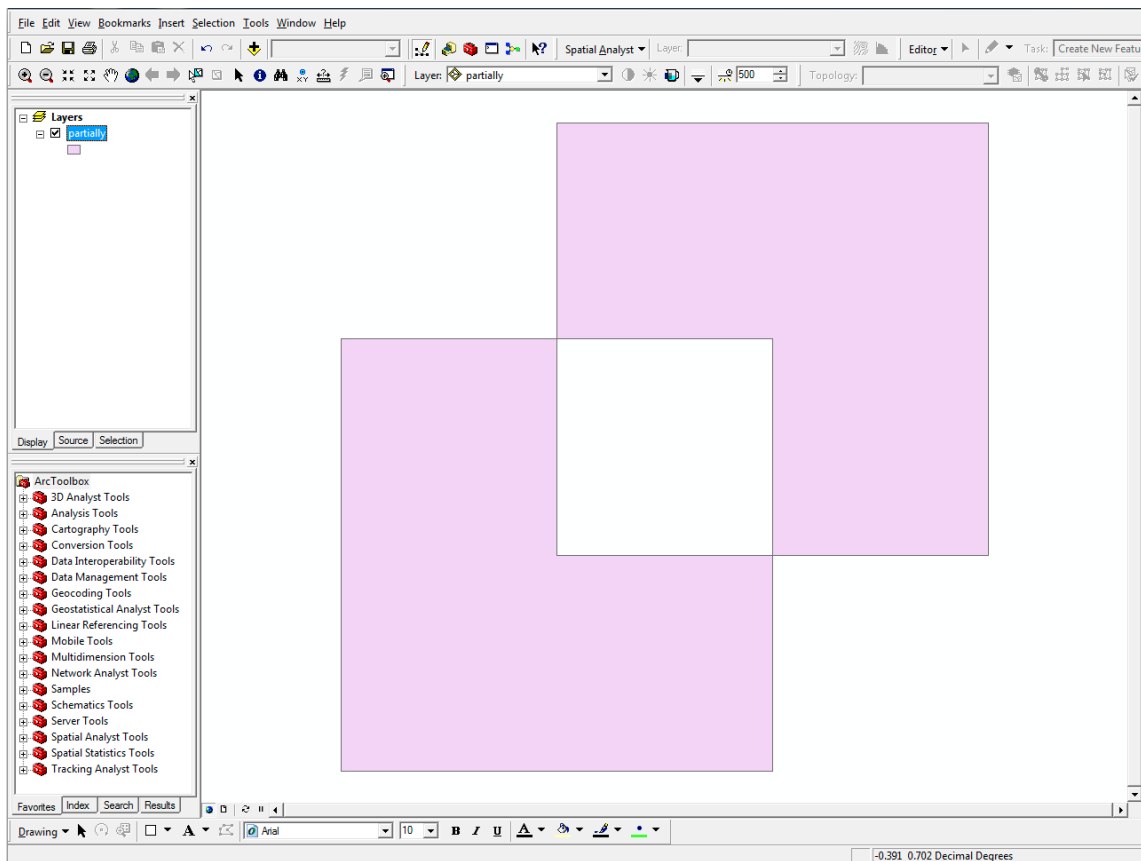 File Edit View Bookmarks Insert Selection Tools Window Help
Spatial Analyst Layer: Editor Task: Create New Featu
Layer: partially 500 Topology:
Layers
partially
Display Source Selection
ArcToolbox
3D Analyst Tools
Analysis Tools
Cartography Tools
Conversion Tools
Data Interoperability Tools
Data Management Tools
Geocoding Tools
Geostatistical Analyst Tools
Linear Referencing Tools
Mobile Tools
Multidimension Tools
Network Analyst Tools
Samples
Schematics Tools
Server Tools
Spatial Analyst Tools
Spatial Statistics Tools
Tracking Analyst Tools
Favorites Index Search Results
Drawing A Arial 10 B I U A
-0.391 0.702 Decimal Degrees